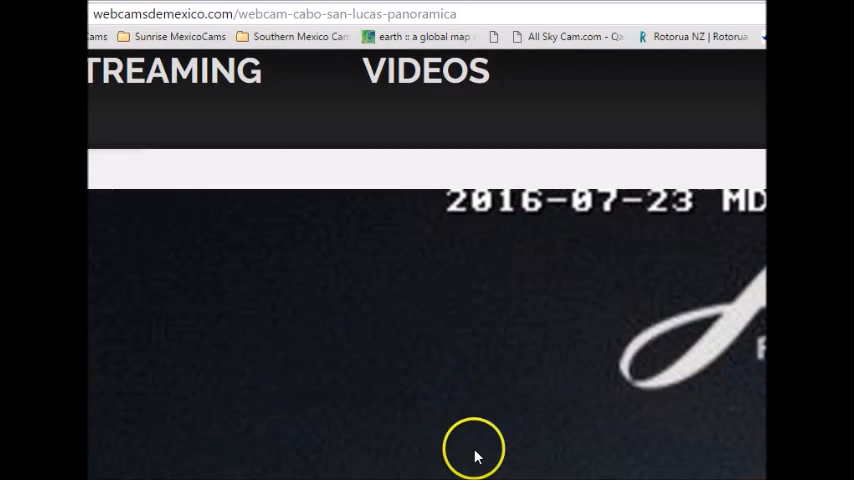 webcamsdemexico.com/webcam-cabo-san-lucas-panoramica
ams Sunrise MexicoCams Southern Mexico Cam earth :: a global map All Sky Cam.com - Qa Rotorua NZ | Rotorua
TREAMING VIDEOS
2016-07-23 MD